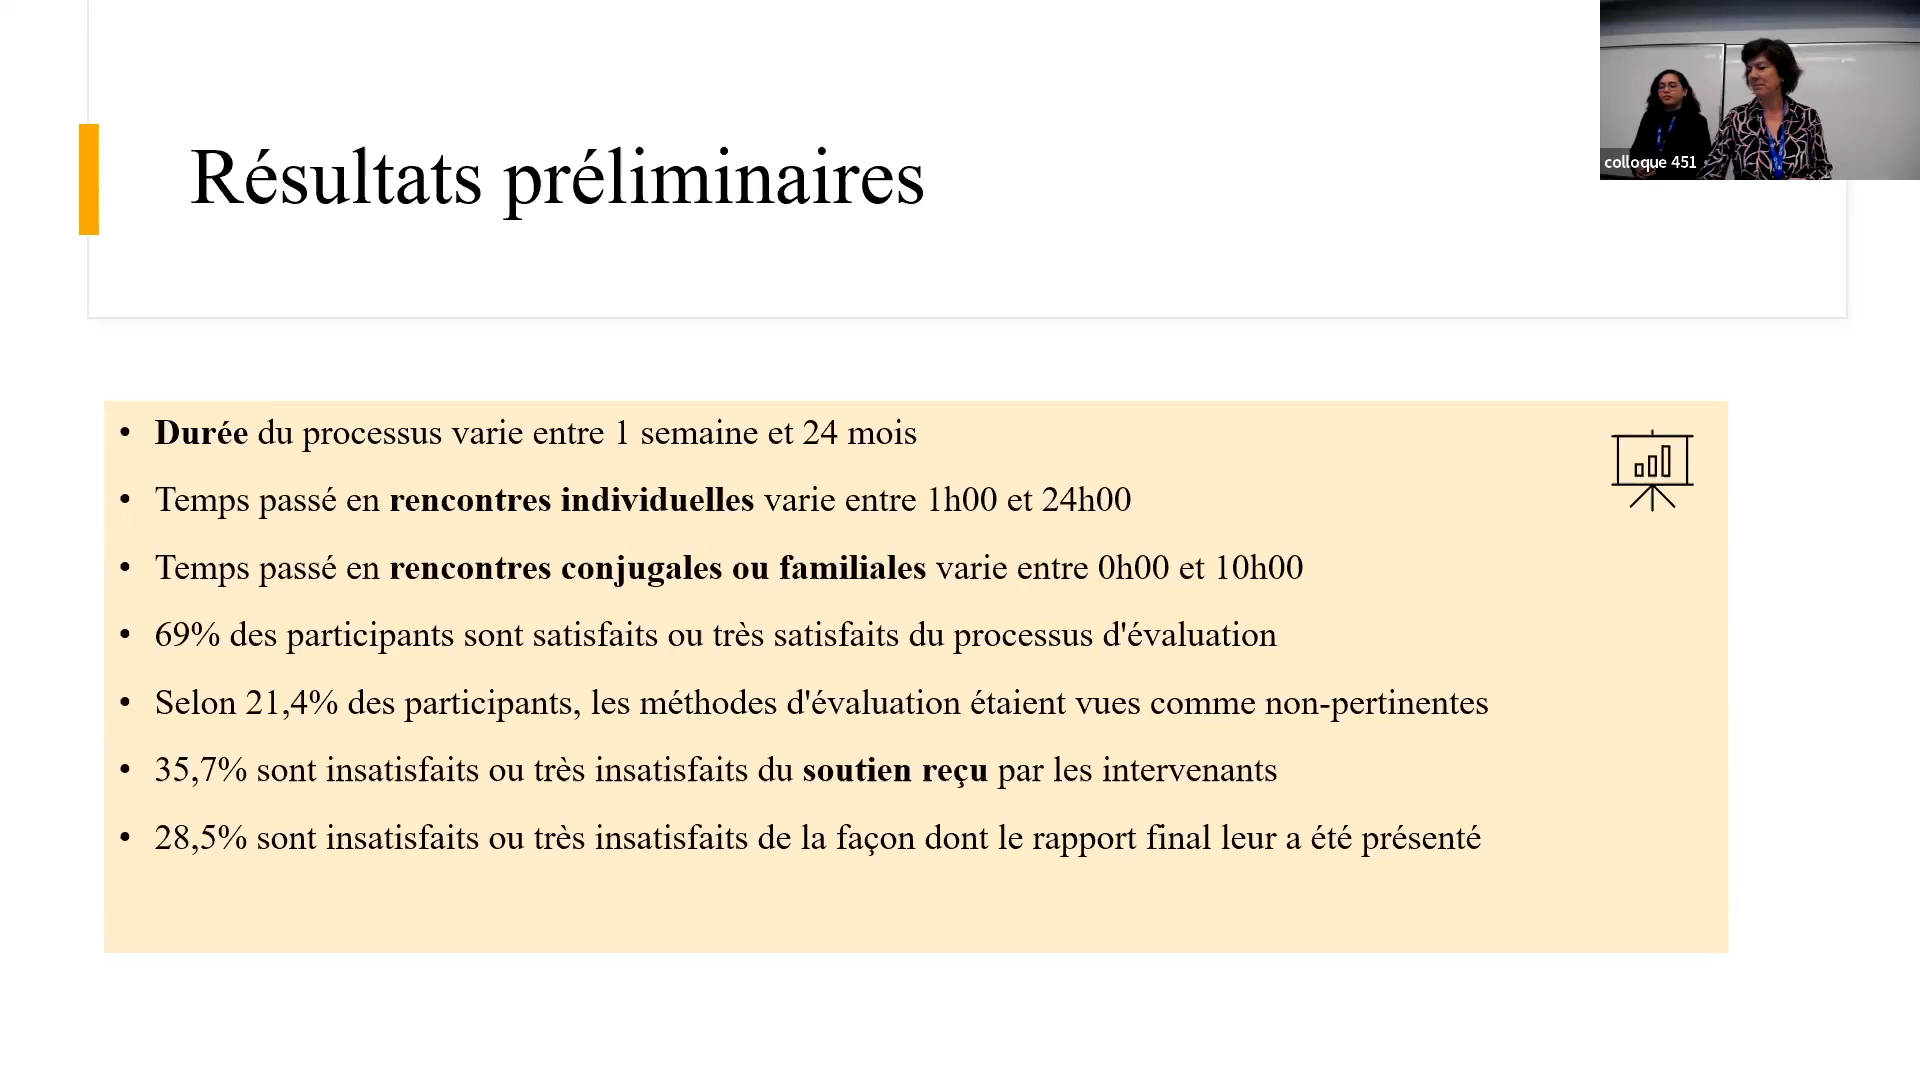 Résultats préliminaires
colloque 451
• Durée du processus varie entre 1 semaine et 24 mois
• Temps passé en rencontres individuelles varie entre 1h00 et 24h00
• Temps passé en rencontres conjugales ou familiales varie entre 0h00 et 10h00
• 69% des participants sont satisfaits ou très satisfaits du processus d'évaluation
• Selon 21,4% des participants, les méthodes d'évaluation étaient vues comme non-pertinentes
• 35,7% sont insatisfaits ou très insatisfaits du soutien reçu par les intervenants
• 28,5% sont insatisfaits ou très insatisfaits de la façon dont le rapport final leur a été présenté